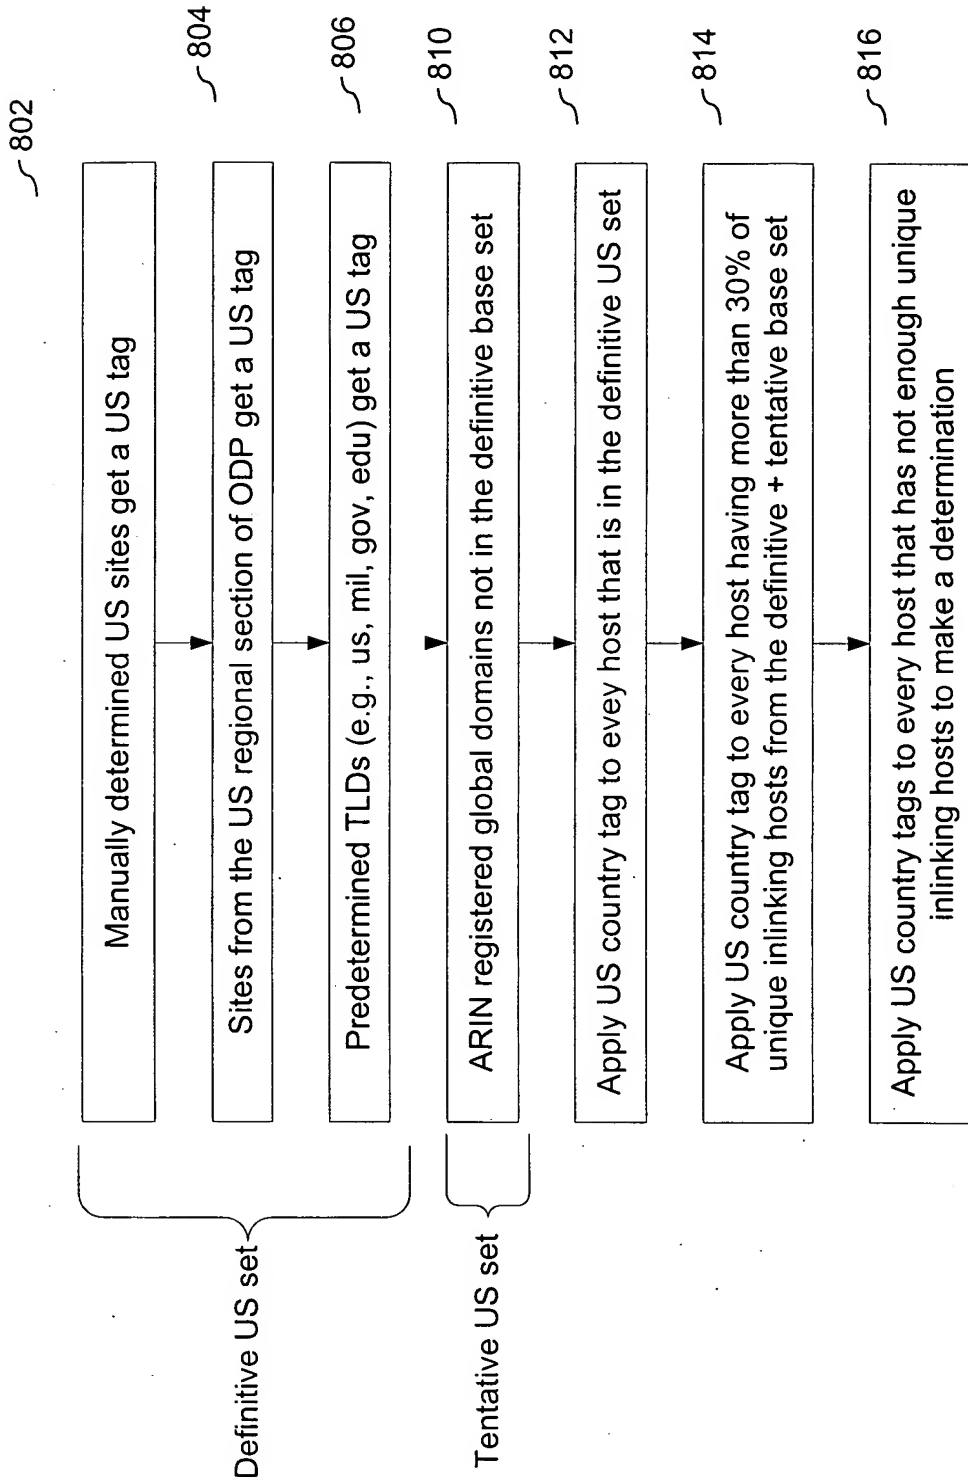 802
Manually determined US sites get a US tag
804
Sites from the US regional section of ODP get a US tag
806
Predetermined TLDs (e.g., us, mil, gov, edu) get a US tag
Definitive US set
810
ARIN registered global domains not in the definitive base set
Tentative US set
812
Apply US country tag to evey host that is in the definitive US set
814
Apply US country tag to every host having more than 30% of
unique inlinking hosts from the definitive + tentative base set
816
Apply US country tags to every host that has not enough unique
inlinking hosts to make a determination